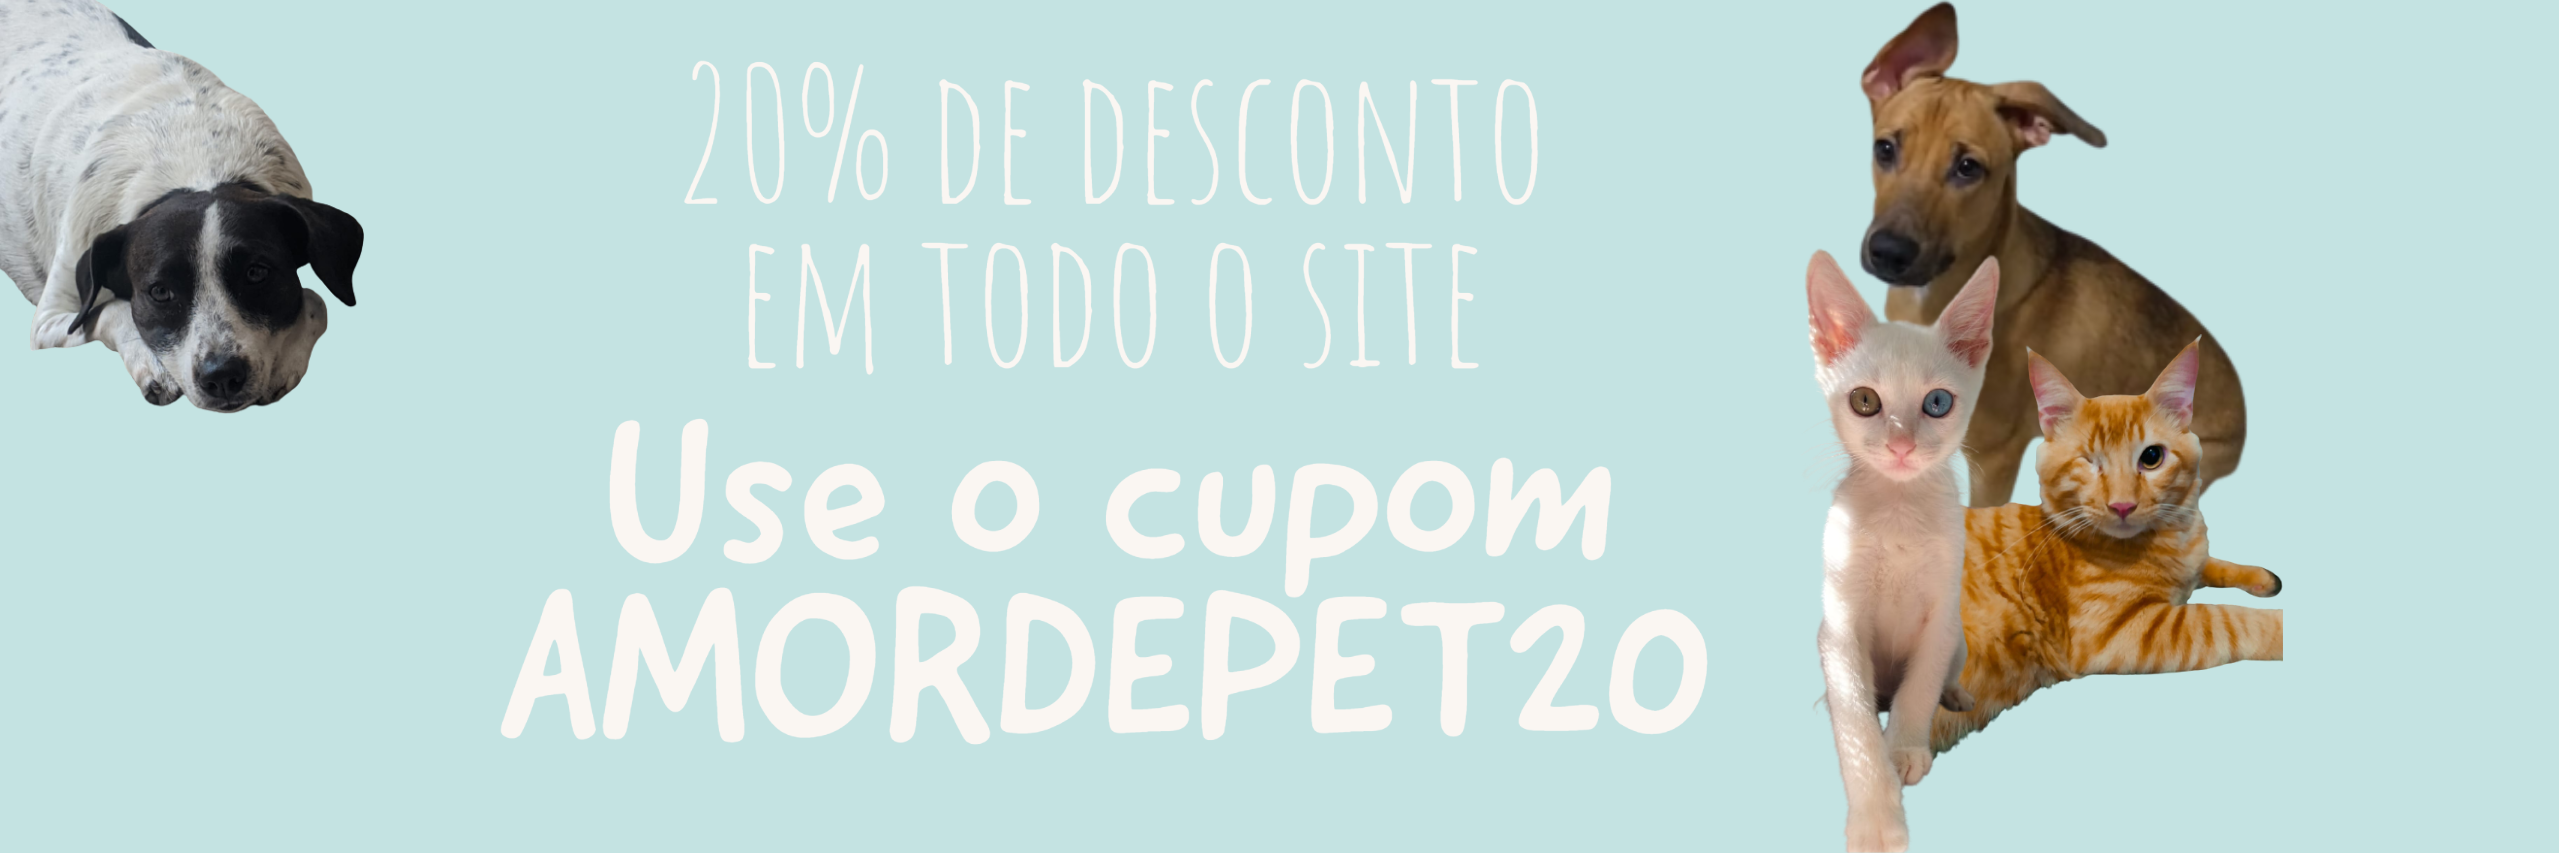 20% DE DESCONTO
EM TODO O SITE
Use o cupom
AMORDEPET20